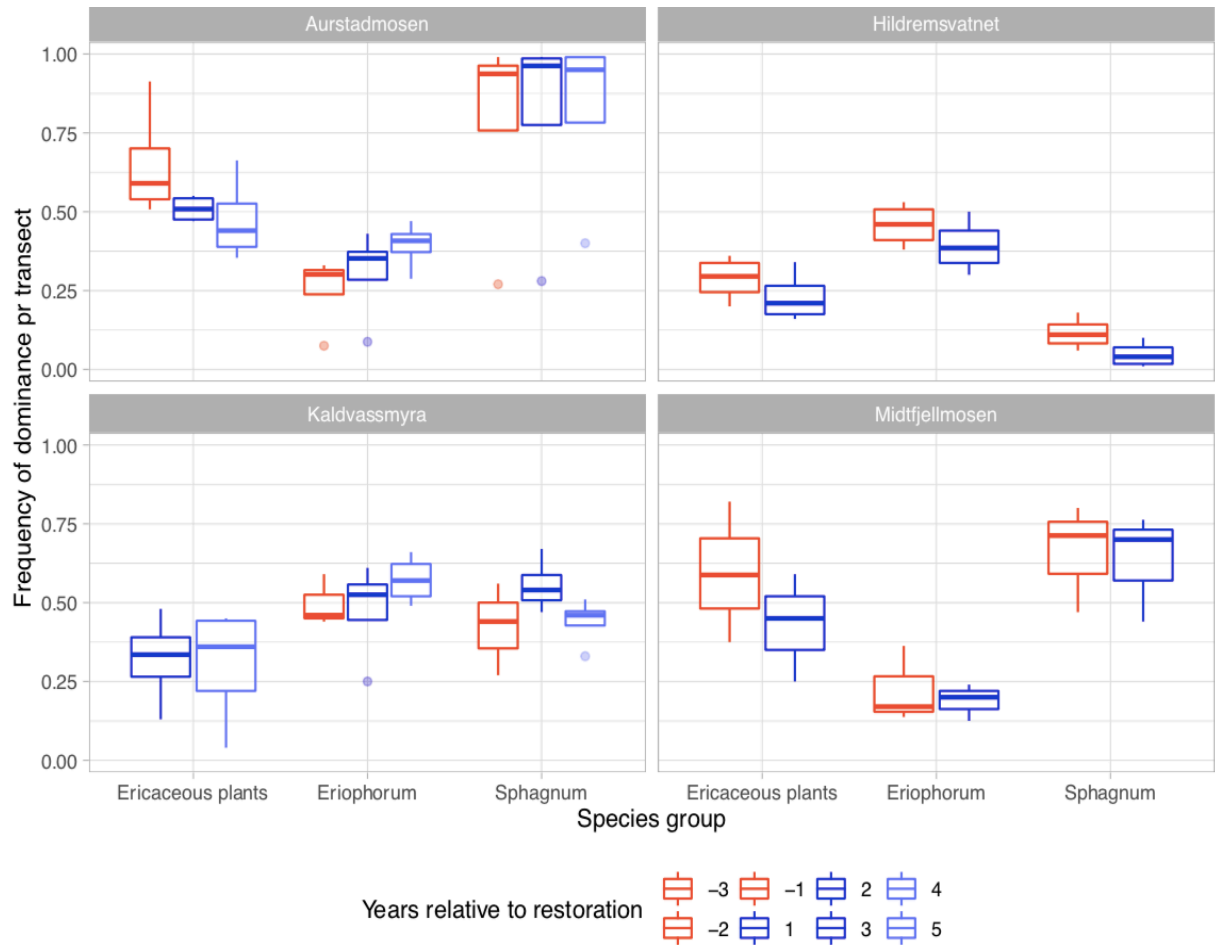 Aurstadmosen
Hildremsvatnet
1.00
0.75
0.50
0.25
0.00
Kaldvassmyra
Midtfjellmosen
1.00
0.75
0.50
0.25
0.00
Frequency of dominance pr transect
Ericaceous plants Eriophorum Sphagnum
Ericaceous plants Eriophorum Sphagnum
Species group
Years relative to restoration
−3 −1 2 4
−2 1 3 5